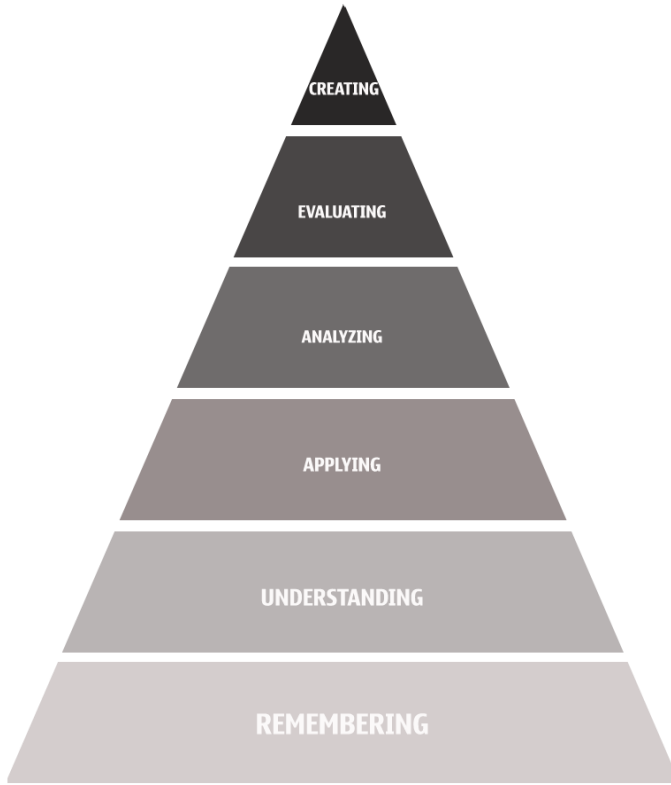 CREATING
EVALUATING
ANALYZING
APPLYING
UNDERSTANDING
REMEMBERING